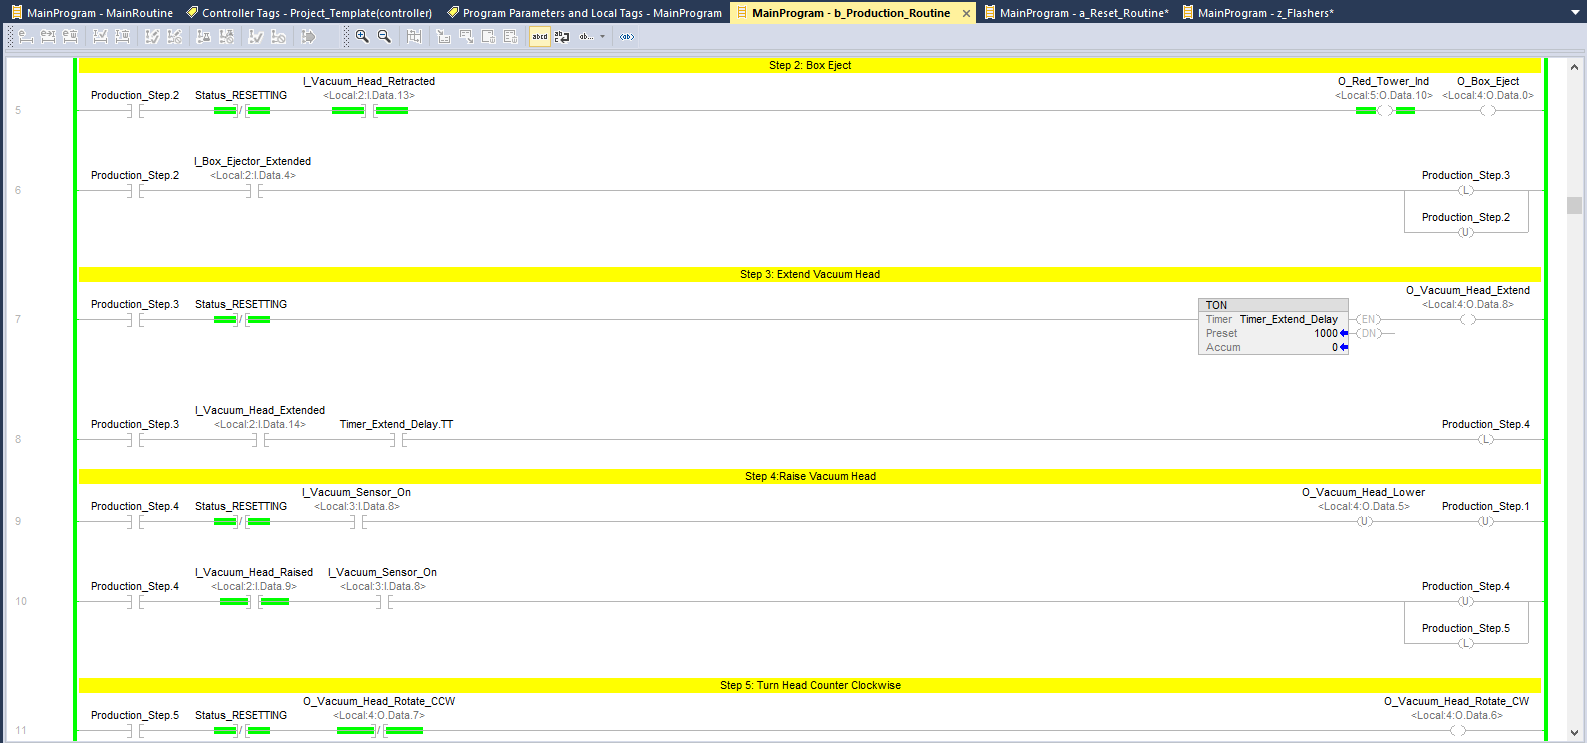 MainProgram - MainRoutine
Controller Tags - Project_Template(controller)
Program Parameters and Local Tags - MainProgram
MainProgram - b_Production_Routine
MainProgram - a_Reset_Routine*
MainProgram - z_Flashers*
abcd
ab...
<ab>
Step 2: Box Eject
5
Production_Step.2
Status_RESETTING
I_Vacuum_Head_Retracted
<Local:2:I.Data.13>
O_Red_Tower_Ind
<Local:5:O.Data.10>
O_Box_Eject
<Local:4:O.Data.0>
6
Production_Step.2
I_Box_Ejector_Extended
<Local:2:I.Data.4>
Production_Step.3
L
Production_Step.2
U
Step 3: Extend Vacuum Head
7
Production_Step.3
Status_RESETTING
TON
Timer Timer_Extend_Delay
Preset 1000
Accum 0
EN
DN
O_Vacuum_Head_Extend
<Local:4:O.Data.8>
8
Production_Step.3
I_Vacuum_Head_Extended
<Local:2:I.Data.14>
Timer_Extend_Delay.TT
Production_Step.4
L
Step 4:Raise Vacuum Head
9
Production_Step.4
Status_RESETTING
I_Vacuum_Sensor_On
<Local:3:I.Data.8>
O_Vacuum_Head_Lower
<Local:4:O.Data.5>
U
Production_Step.1
U
10
Production_Step.4
I_Vacuum_Head_Raised
<Local:2:I.Data.9>
I_Vacuum_Sensor_On
<Local:3:I.Data.8>
Production_Step.4
U
Production_Step.5
L
Step 5: Turn Head Counter Clockwise
11
Production_Step.5
Status_RESETTING
O_Vacuum_Head_Rotate_CCW
<Local:4:O.Data.7>
O_Vacuum_Head_Rotate_CW
<Local:4:O.Data.6>